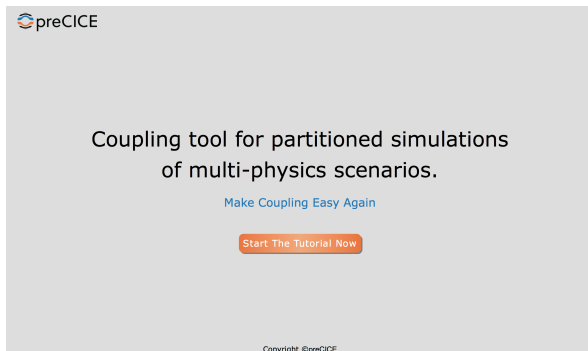 preCICE
Coupling tool for partitioned simulations
of multi-physics scenarios.
Make Coupling Easy Again
Start The Tutorial Now
Copyright ©preCICE